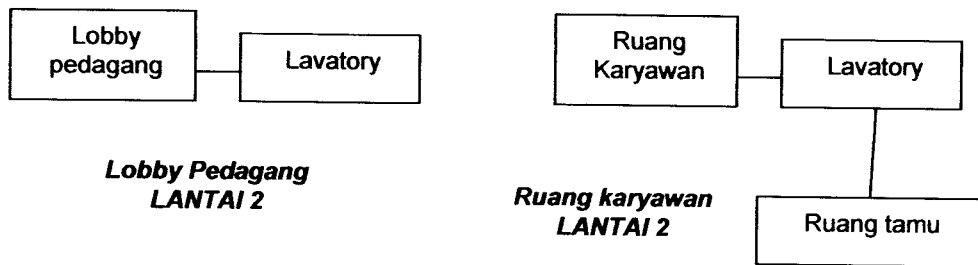 Lobby
pedagang
Lavatory
Lobby Pedagang
LANTAI 2
Ruang
Karyawan
Lavatory
Ruang karyawan
LANTAI 2
Ruang tamu